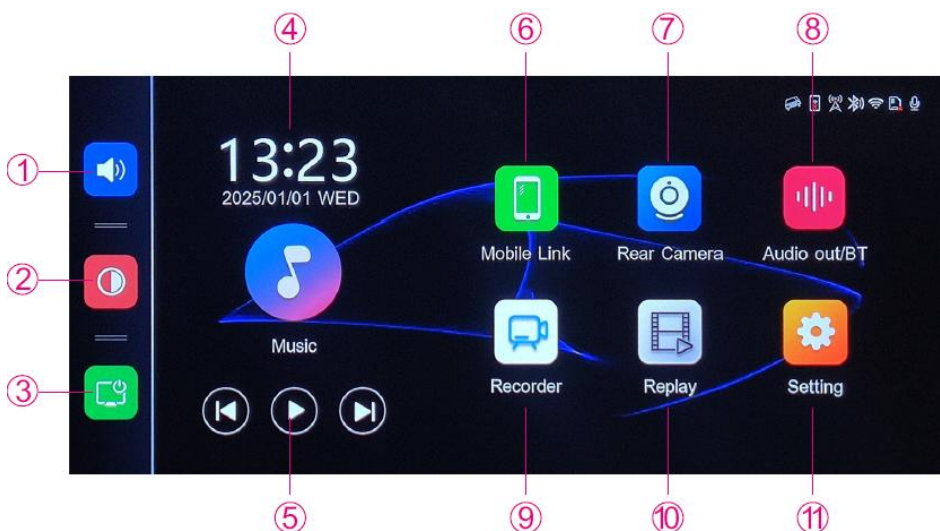 ④ ⑥ ⑦ ⑧
13:23
2025/01/01 WED
①
②
③
Mobile Link Rear Camera Audio out/BT
Music
Recorder Replay Setting
⑤ ⑨ ⑩ ⑪